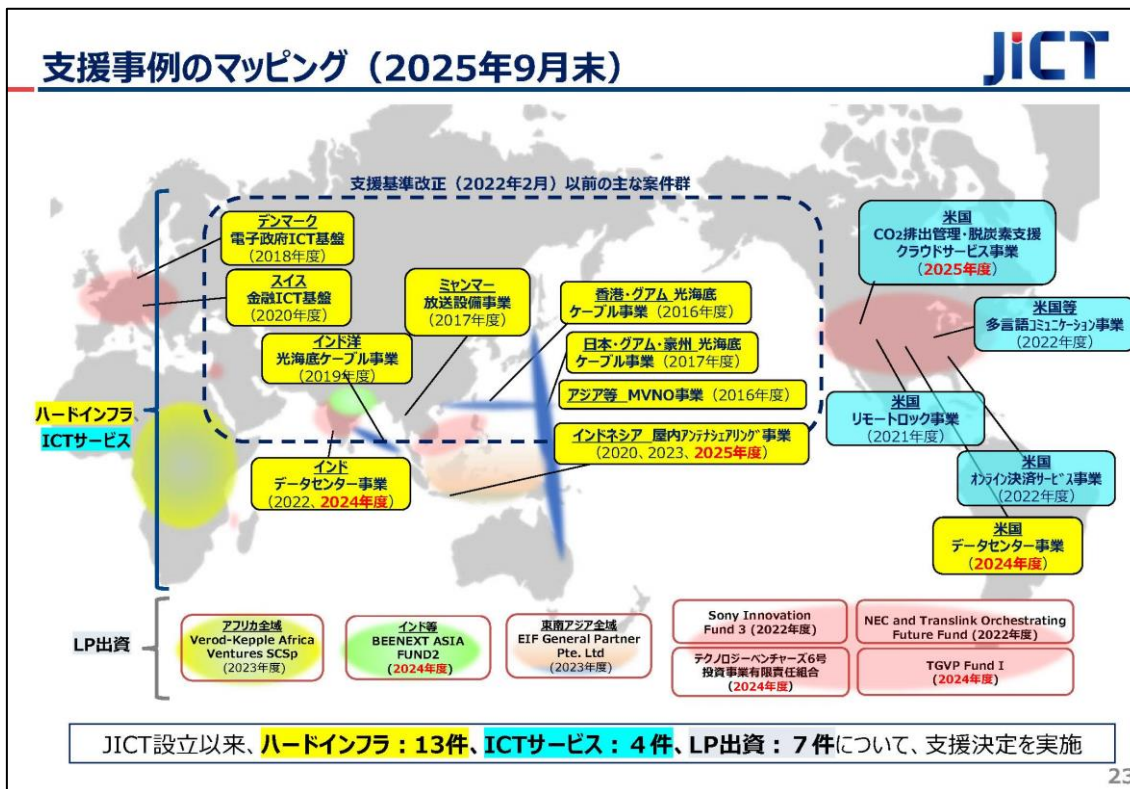 支援事例のマッピング（2025年9月末）
JiCT
支援基準改正（2022年2月）以前の主な案件群
デンマーク
電子政府ICT基盤
（2018年度）
スイス
金融ICT基盤
（2020年度）
インド洋
光海底ケーブル事業
（2019年度）
ミャンマー
放送設備事業
（2017年度）
香港・グアム 光海底
ケーブル事業（2016年度）
日本・グアム・豪州 光海底
ケーブル事業（2017年度）
アジア等 MVNO事業（2016年度）
インドネシア 屋内アンテナシェアリング事業
（2020、2023、2025年度）
インド
データセンター事業
（2022、2024年度）
米国
CO2排出管理・脱炭素支援
クラウドサービス事業
（2025年度）
米国等
多言語コミュニケーション事業
（2022年度）
米国
リモートロック事業
（2021年度）
米国
オンライン決済サービス事業
（2022年度）
米国
データセンター事業
（2024年度）
ハードインフラ、
ICTサービス
LP出資
アフリカ全域
Verod-Kepple Africa
Ventures SCSp
（2023年度）
インド等
BEENEXT ASIA
FUND2
（2024年度）
東南アジア全域
EIF General Partner
Pte. Ltd
（2023年度）
Sony Innovation
Fund 3（2022年度）
NEC and Translink Orchestrating
Future Fund（2022年度）
テクノロジーベンチャーズ6号
投資事業有限責任組合
（2024年度）
TGVP Fund I
（2024年度）
JICT設立以来、ハードインフラ：13件、ICTサービス：４件、LP出資：７件について、支援決定を実施
23